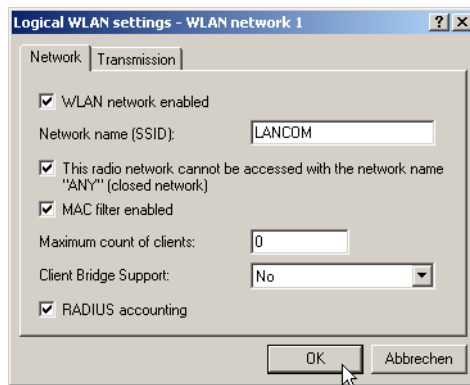 Logical WLAN settings - WLAN network 1
Network
Transmission
WLAN network enabled
Network name (SSID): LANCOM
This radio network cannot be accessed with the network name
"ANY" (closed network)
MAC filter enabled
Maximum count of clients: 0
Client Bridge Support: No
RADIUS accounting
OK Abbrechen